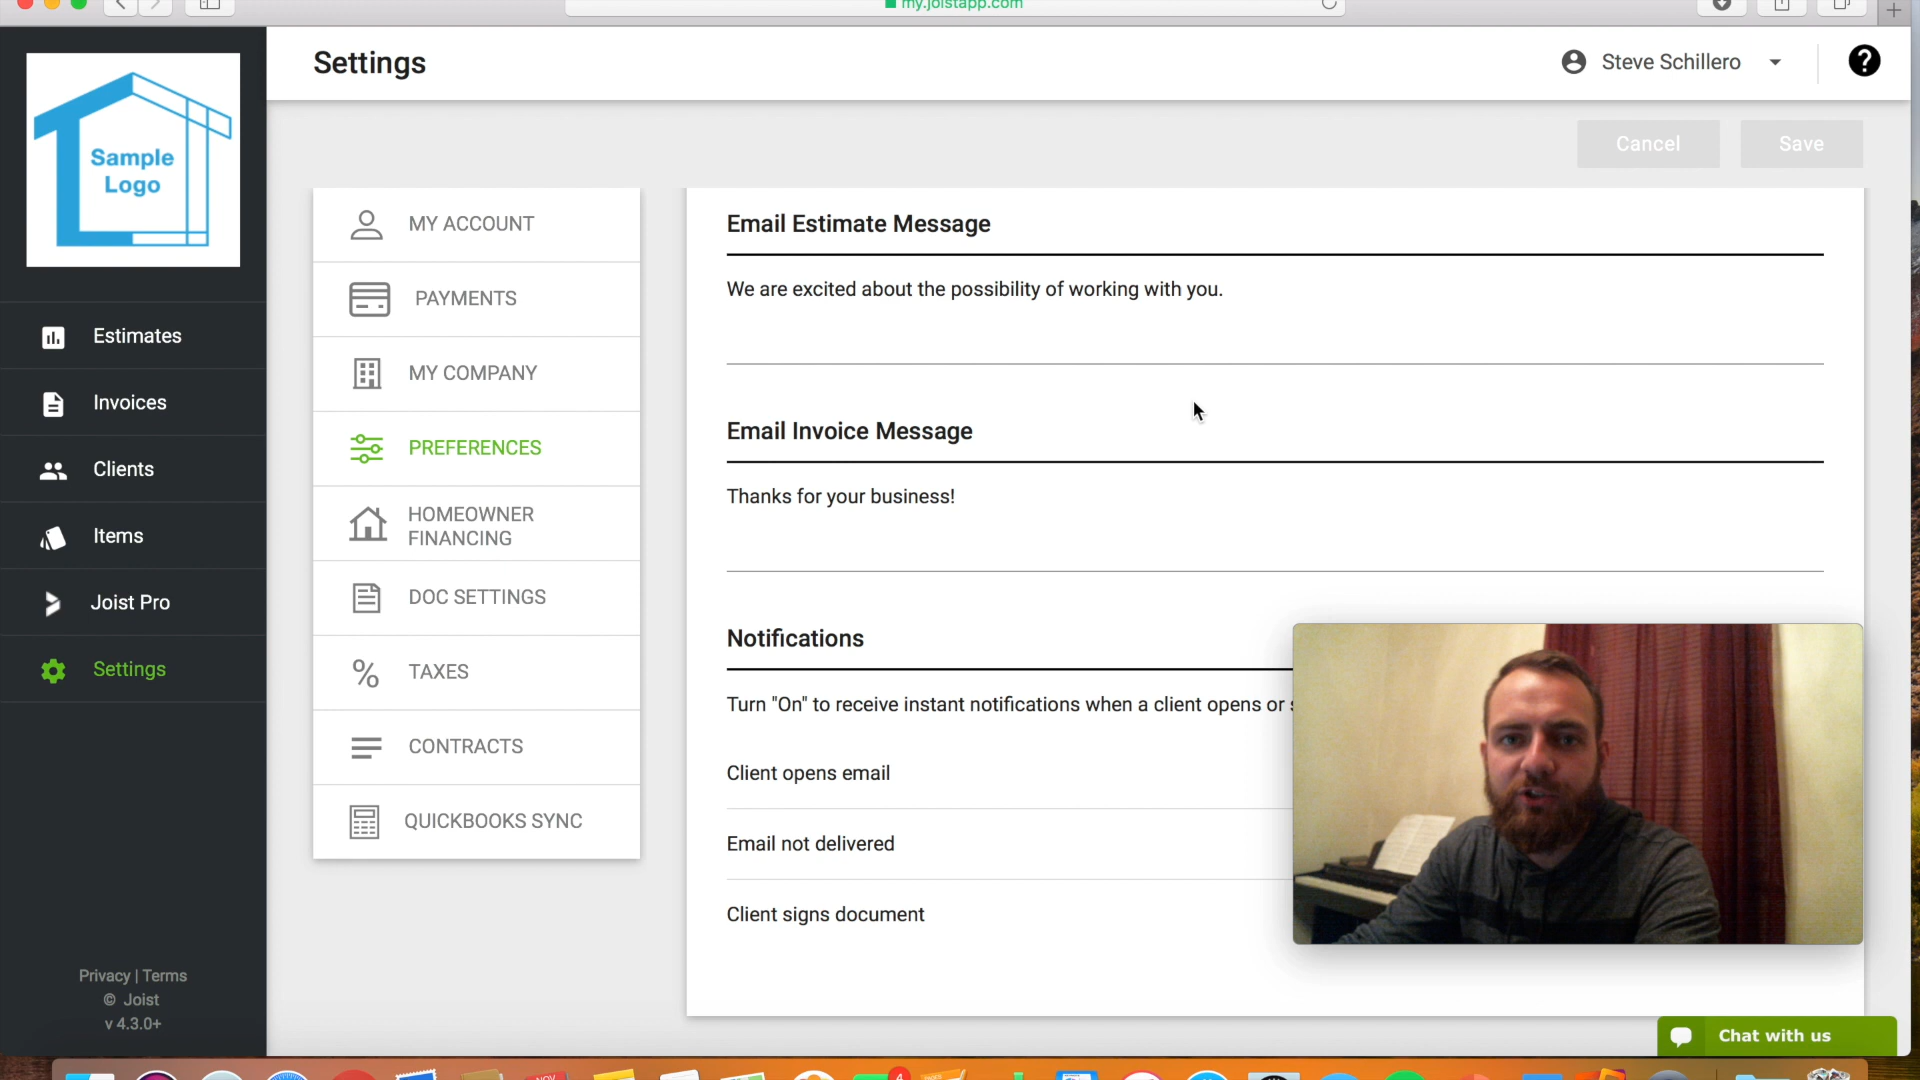 my.joistapp.com
Settings
Steve Schillero
?
Cancel
Save
Sample
Logo
Estimates
Invoices
Clients
Items
Joist Pro
Settings
Privacy | Terms
© Joist
v 4.3.0+
MY ACCOUNT
PAYMENTS
MY COMPANY
PREFERENCES
HOMEOWNER
FINANCING
DOC SETTINGS
% TAXES
CONTRACTS
QUICKBOOKS SYNC
Email Estimate Message
We are excited about the possibility of working with you.
Email Invoice Message
Thanks for your business!
Notifications
Turn "On" to receive instant notifications when a client opens or
Client opens email
Email not delivered
Client signs document
Chat with us
NOV
4